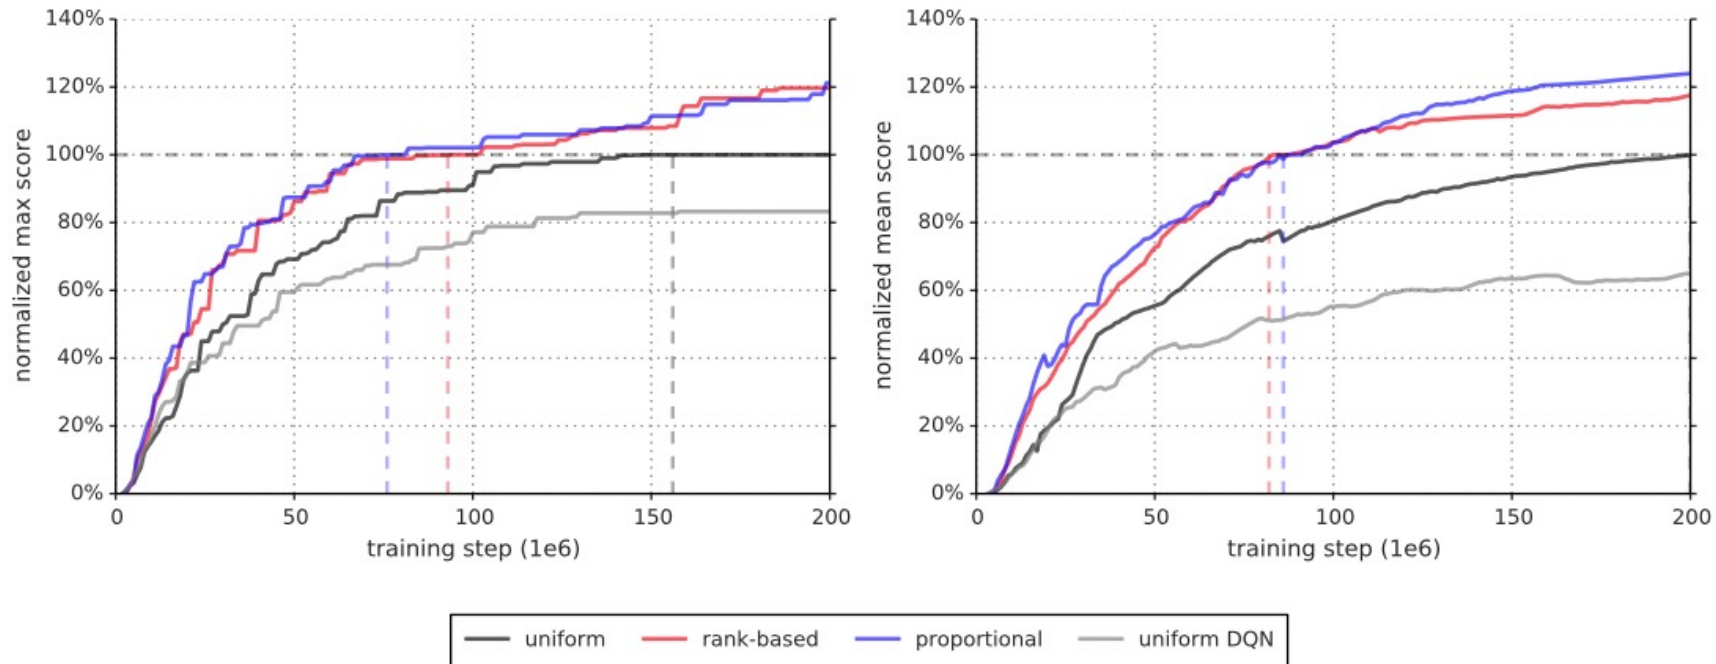 140%
120%
100%
80%
60%
40%
20%
0%
normalized max score
0 50 100 150 200
training step (1e6)
140%
120%
100%
80%
60%
40%
20%
0%
normalized mean score
0 50 100 150 200
training step (1e6)
uniform rank-based proportional uniform DQN